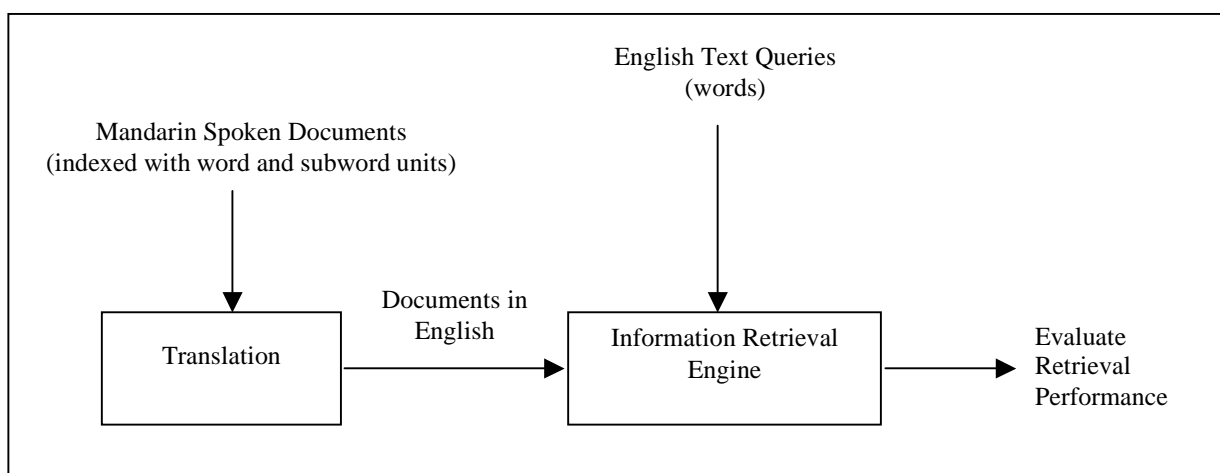 English Text Queries
(words)
Mandarin Spoken Documents
(indexed with word and subword units)
Documents in
English
Translation
Information Retrieval
Engine
Evaluate
Retrieval
Performance